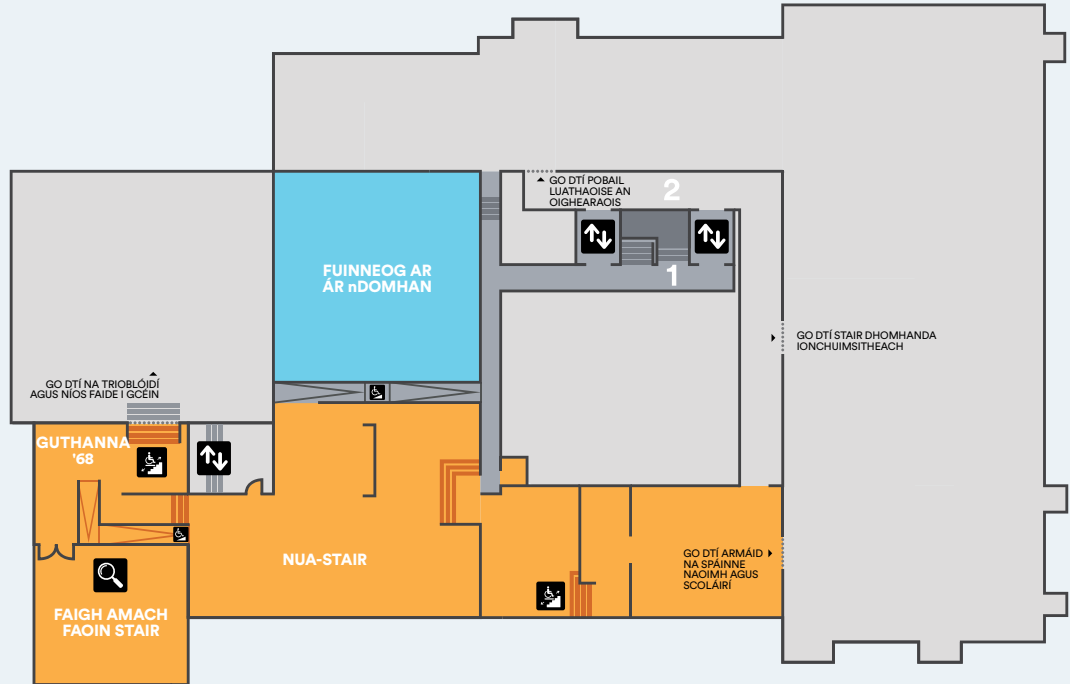 GO DTÍ POBAIL
LUATHAOISE AN
OIGHEARAOIS
2
1
FUINNEOG AR
ÁR nDOMHAN
GO DTÍ STAIR DHOMHANDA
IONCHUIMSITHEACH
GO DTÍ NA TRIOBLÓIDÍ
AGUS NÍOS FAIDE I GCÉIN
GUTHANNA
'68
NUA-STAIR
GO DTÍ ARMÁID
NA SPÁINNE
NAOIMH AGUS
SCOLÁIRÍ
FAIGH AMACH
FAOIN STAIR